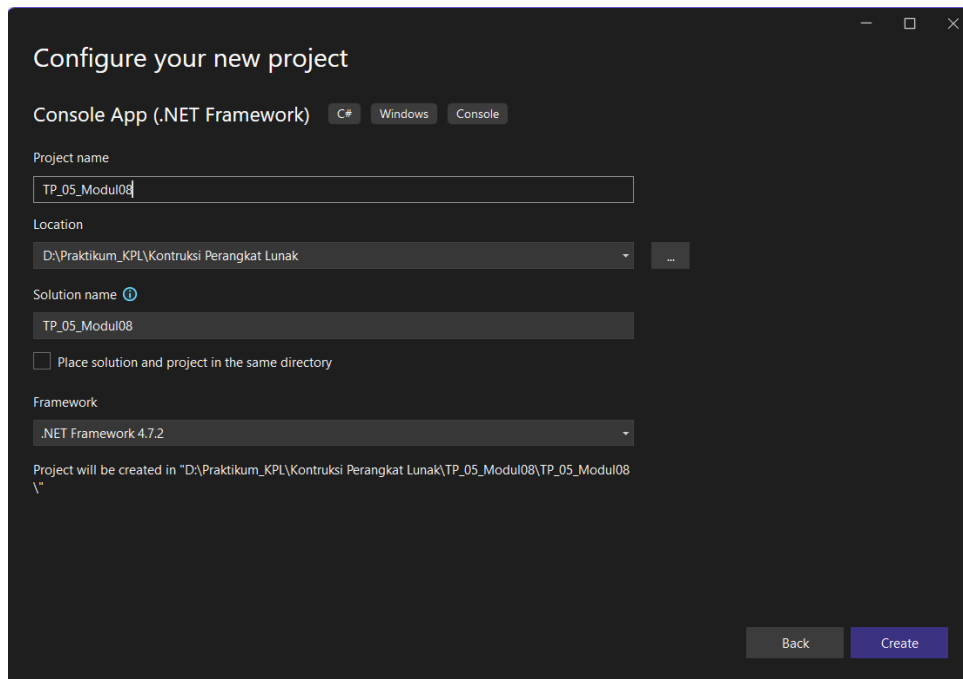 Configure your new project
Console App (.NET Framework) C# Windows Console
Project name
TP_05_Modul08
Location
D:\Praktikum_KPL\Kontruksi Perangkat Lunak
...
Solution name
TP_05_Modul08
Place solution and project in the same directory
Framework
.NET Framework 4.7.2
Project will be created in "D:\Praktikum_KPL\Kontruksi Perangkat Lunak\TP_05_Modul08\TP_05_Modul08
\"
Back Create